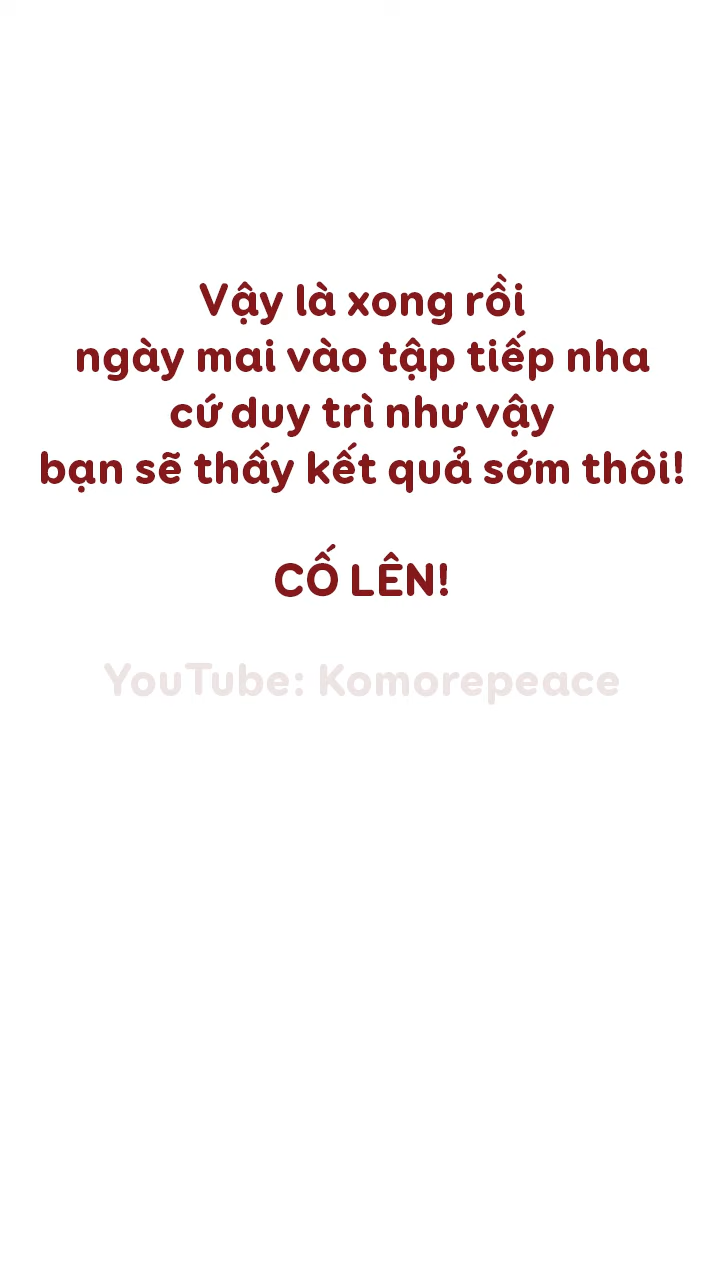 Vậy là xong rồi
ngày mai vào tập tiếp nha
cứ duy trì như vậy
bạn sẽ thấy kết quả sớm thôi!
CỐ LÊN!
YouTube: Komorepeace